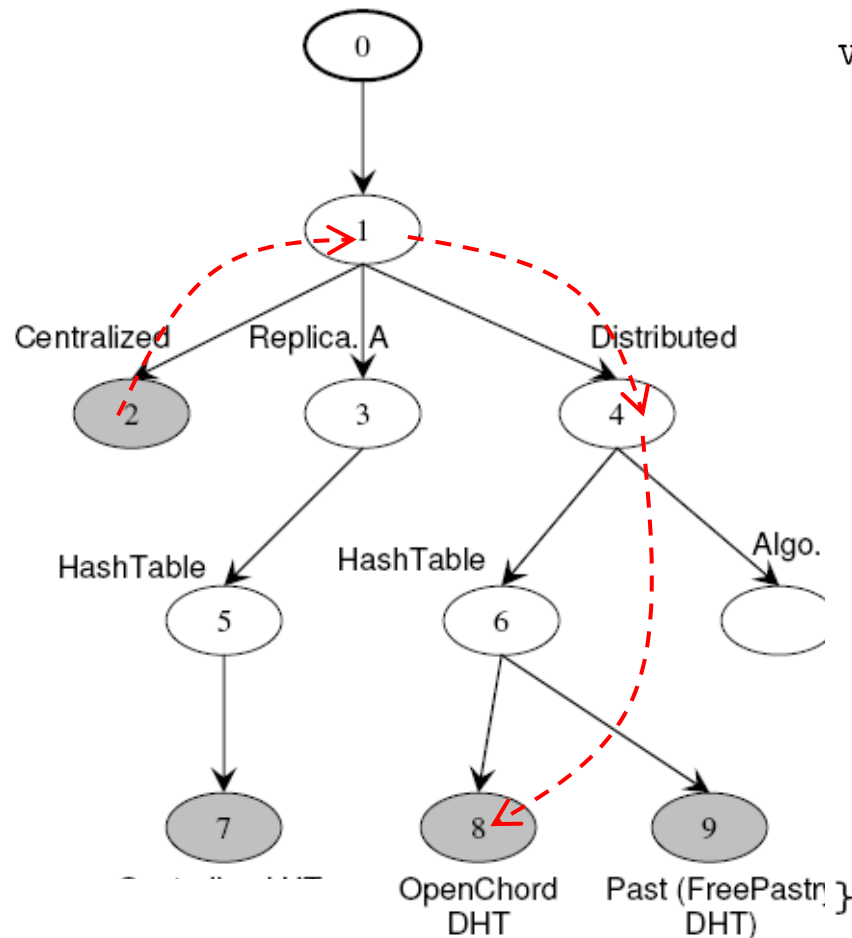 0
1
Centralized
Replica. A
Distributed
2
3
4
HashTable
HashTable
Algo.
5
6
7
8
9
OpenChord
DHT
Past (FreePastry
DHT)
}